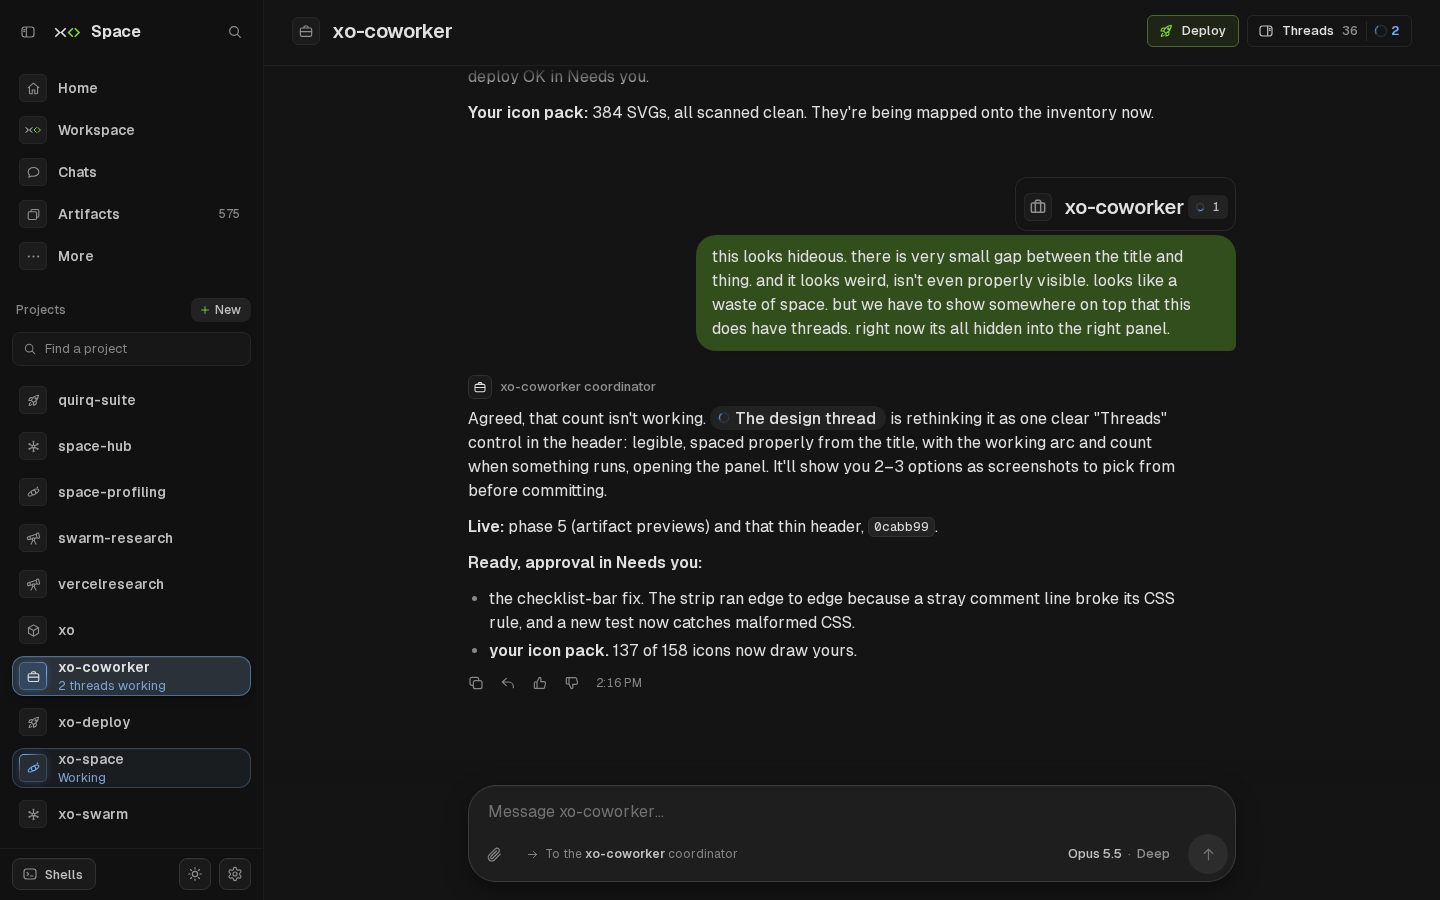 Space
Home
Workspace
Chats
Artifacts 575
More
Projects
+ New
Find a project
quirq-suite
space-hub
space-profiling
swarm-research
vercelresearch
xo
xo-coworker
2 threads working
xo-deploy
xo-space
Working
xo-swarm
Shells
xo-coworker
Deploy
Threads 36 2
deploy OK in Needs you.
Your icon pack: 384 SVGs, all scanned clean. They're being mapped onto the inventory now.
xo-coworker 1
this looks hideous. there is very small gap between the title and
thing. and it looks weird, isn't even properly visible. looks like a
waste of space. but we have to show somewhere on top that this
does have threads. right now its all hidden into the right panel.
xo-coworker coordinator
Agreed, that count isn't working. The design thread is rethinking it as one clear "Threads"
control in the header: legible, spaced properly from the title, with the working arc and count
when something runs, opening the panel. It'll show you 2–3 options as screenshots to pick from
before committing.
Live: phase 5 (artifact previews) and that thin header, 0cabb99.
Ready, approval in Needs you:
• the checklist-bar fix. The strip ran edge to edge because a stray comment line broke its CSS
rule, and a new test now catches malformed CSS.
• your icon pack. 137 of 158 icons now draw yours.
2:16 PM
Message xo-coworker...
→ To the xo-coworker coordinator
Opus 5.5 · Deep